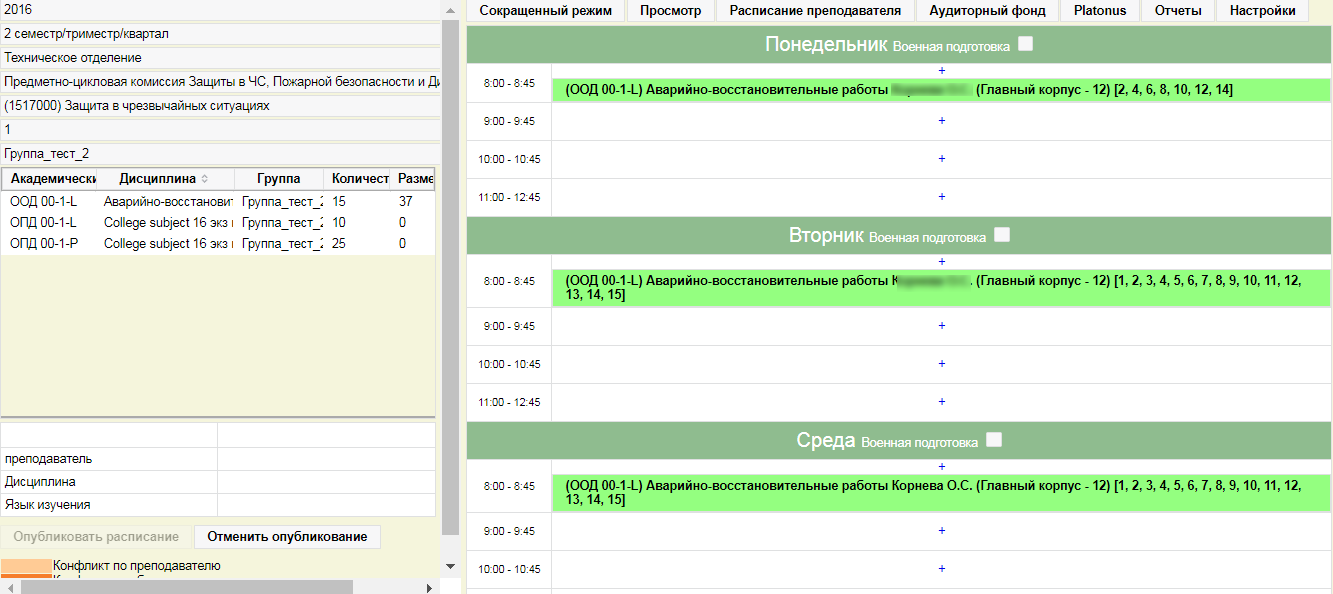 2016
2 семестр/триместр/квартал
Техническое отделение
Предметно-цикловая комиссия Защиты в ЧС, Пожарной безопасности и Ди
(1517000) Защита в чрезвычайных ситуациях
1
Группа_тест_2
Академически Дисциплина Группа Количест Разме
ООД 00-1-L Аварийно-восстановит Группа_тест_2 15 37
ОПД 00-1-L College subject 16 экз Группа_тест_2 10 0
ОПД 00-1-P College subject 16 экз Группа_тест_2 25 0
преподаватель
Дисциплина
Язык изучения
Опубликовать расписание Отменить опубликование
Конфликт по преподавателю
Сокращенный режим Просмотр Расписание преподавателя Аудиторный фонд Platonus Отчеты Настройки
Понедельник Военная подготовка
+
8:00 - 8:45 (ООД 00-1-L) Аварийно-восстановительные работы (Главный корпус - 12) [2, 4, 6, 8, 10, 12, 14]
9:00 - 9:45 +
10:00 - 10:45 +
11:00 - 12:45 +
Вторник Военная подготовка
+
8:00 - 8:45 (ООД 00-1-L) Аварийно-восстановительные работы (Главный корпус - 12) [1, 2, 3, 4, 5, 6, 7, 8, 9, 10, 11, 12,
13, 14, 15]
9:00 - 9:45 +
10:00 - 10:45 +
11:00 - 12:45 +
Среда Военная подготовка
+
8:00 - 8:45 (ООД 00-1-L) Аварийно-восстановительные работы Корнева О.С. (Главный корпус - 12) [1, 2, 3, 4, 5, 6, 7, 8, 9, 10, 11, 12,
13, 14, 15]
9:00 - 9:45 +
10:00 - 10:45 +